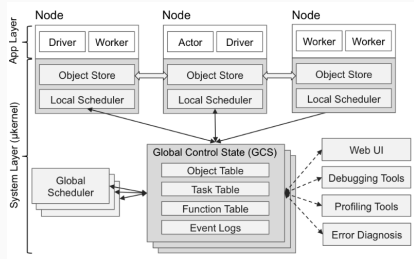 Node
Node
Node
App Layer
Driver
Worker
Actor
Driver
Worker
Worker
System Layer (µkernel)
Object Store
Object Store
Object Store
Local Scheduler
Local Scheduler
Local Scheduler
Global Control State (GCS)
Object Table
Task Table
Function Table
Event Logs
Global
Scheduler
Web UI
Debugging Tools
Profiling Tools
Error Diagnosis